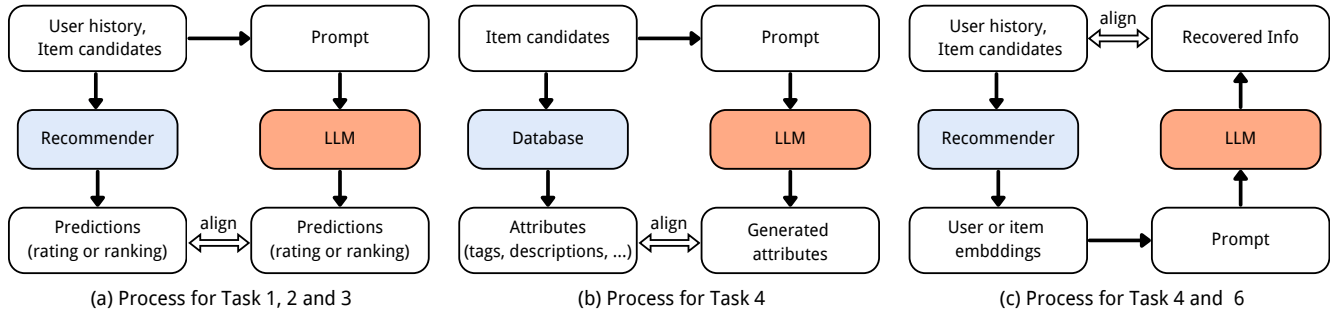 User history,
Item candidates
Prompt
Recommender
LLM
Predictions
(rating or ranking)
align
Predictions
(rating or ranking)
(a) Process for Task 1, 2 and 3
Item candidates
Prompt
Database
LLM
Attributes
(tags, descriptions, ...)
align
Generated
attributes
(b) Process for Task 4
User history,
Item candidates
align
Recovered Info
Recommender
LLM
User or item
embddings
Prompt
(c) Process for Task 4 and 6